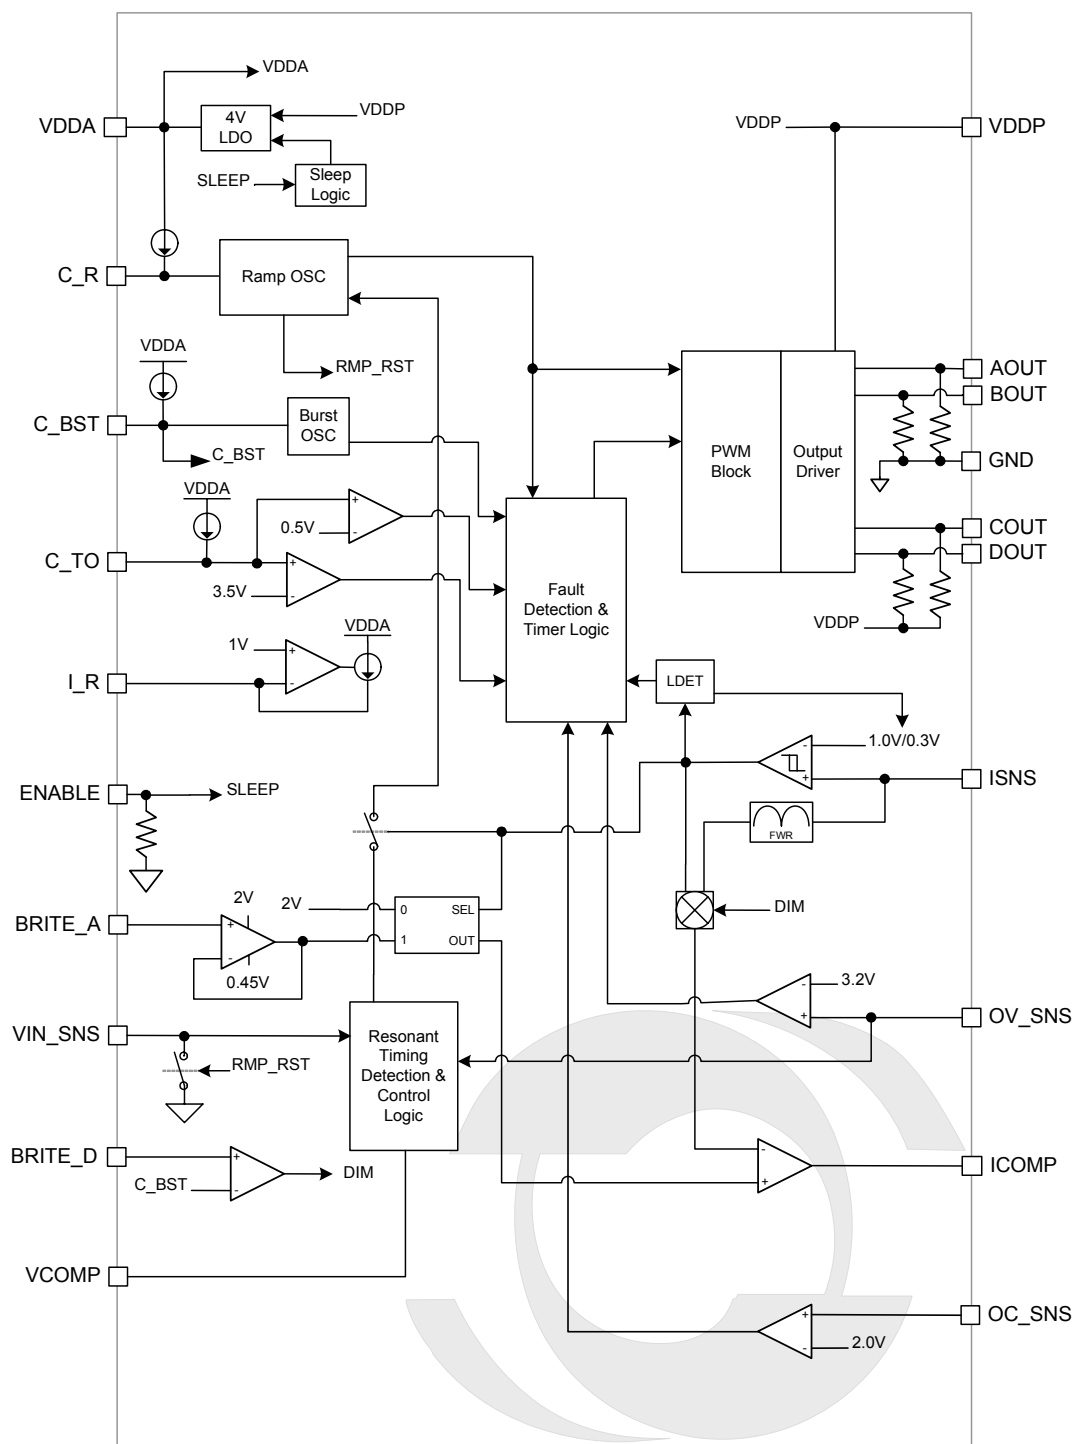 VDDA
VDDA
4V
LDO
VDDP
VDDP
VDDP
SLEEP
Sleep
Logic
C_R
Ramp OSC
RMP_RST
VDDA
C_BST
Burst
OSC
C_BST
PWM
Block
Output
Driver
AOUT
BOUT
GND
VDDA
+
0.5V
-
C_TO
+
3.5V
-
COUT
DOUT
Fault
Detection &
Timer Logic
VDDP
VDDA
1V
+
-
I_R
LDET
-
1.0V/0.3V
+
ISNS
ENABLE
SLEEP
FWR
2V
2V
0
SEL
DIM
BRITE_A
+
-
1
OUT
0.45V
-
3.2V
+
OV_SNS
VIN_SNS
Resonant
Timing
Detection &
Control
Logic
RMP_RST
BRITE_D
+
C_BST
-
DIM
-
+
ICOMP
VCOMP
+
OC_SNS
-
2.0V